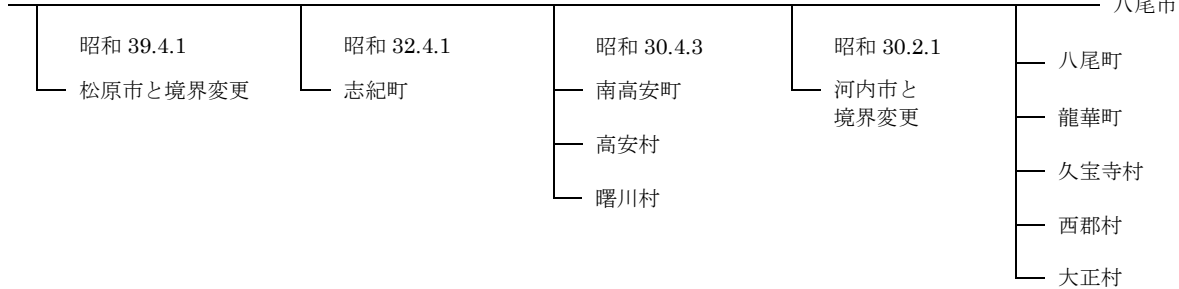 八尾市
昭和 39.4.1
松原市と境界変更
昭和 32.4.1
志紀町
昭和 30.4.3
南高安町
高安村
曙川村
昭和 30.2.1
河内市と
境界変更
八尾町
龍華町
久宝寺村
西郡村
大正村